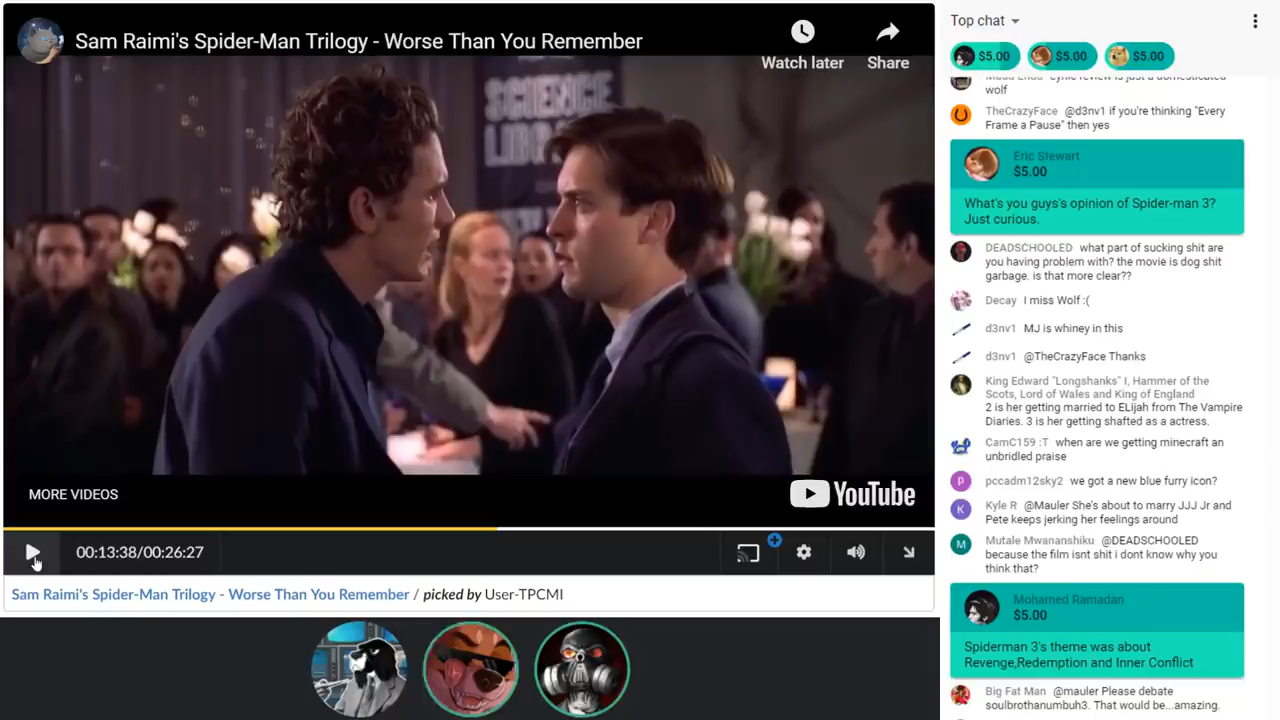 Sam Raimi's Spider-Man Trilogy - Worse Than You Remember
Watch later
Share
SCIENCE
MORE VIDEOS
YouTube
00:13:38/00:26:27
Sam Raimi's Spider-Man Trilogy - Worse Than You Remember / picked by User-TPCMI
Top chat
$5.00
$5.00
$5.00
cynic review is just a domesticated
wolf
TheCrazyFace @d3nv1 if you're thinking "Every
Frame a Pause" then yes
Eric Stewart
$5.00
What's you guys's opinion of Spider-man 3?
Just curious.
DEADSCHOOLED what part of sucking shit are
you having problem with? the movie is dog shit
garbage. is that more clear??
Decay I miss Wolf :(
d3nv1 MJ is whiney in this
d3nv1 @TheCrazyFace Thanks
King Edward "Longshanks" I, Hammer of the
Scots, Lord of Wales and King of England
2 is her getting married to ELijah from The Vampire
Diaries. 3 is her getting shafted as a actress.
CamC159 :T when are we getting minecraft an
unbridled praise
P
pccadm12sky2 we got a new blue furry icon?
K
Kyle R @Mauler She's about to marry JJJ Jr and
Pete keeps jerking her feelings around
M
Mutale Mwananshiku @DEADSCHOOLED
because the film isnt shit i dont know why you
think that?
Mohamed Ramadan
$5.00
Spiderman 3's theme was about
Revenge,Redemption and Inner Conflict
Big Fat Man @mauler Please debate
soulbrothanumbuh3. That would be...amazing.